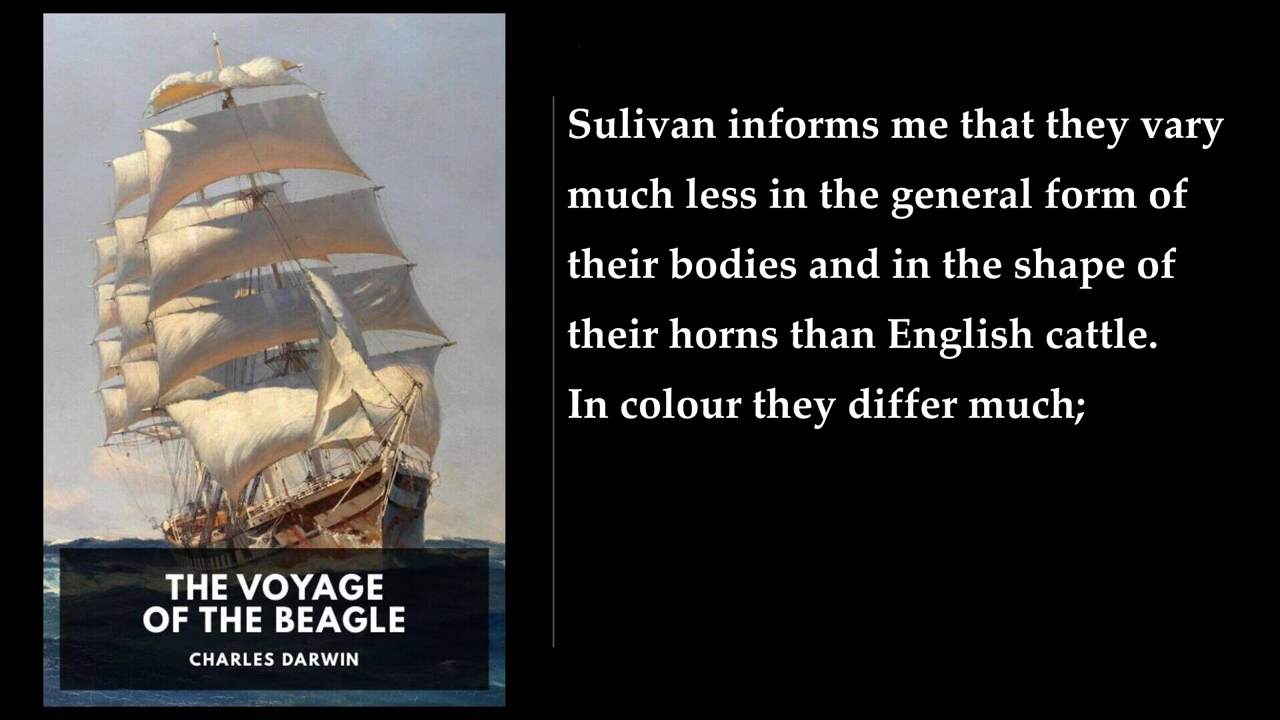 THE VOYAGE
OF THE BEAGLE
CHARLES DARWIN
Sulivan informs me that they vary
much less in the general form of
their bodies and in the shape of
their horns than English cattle.
In colour they differ much;